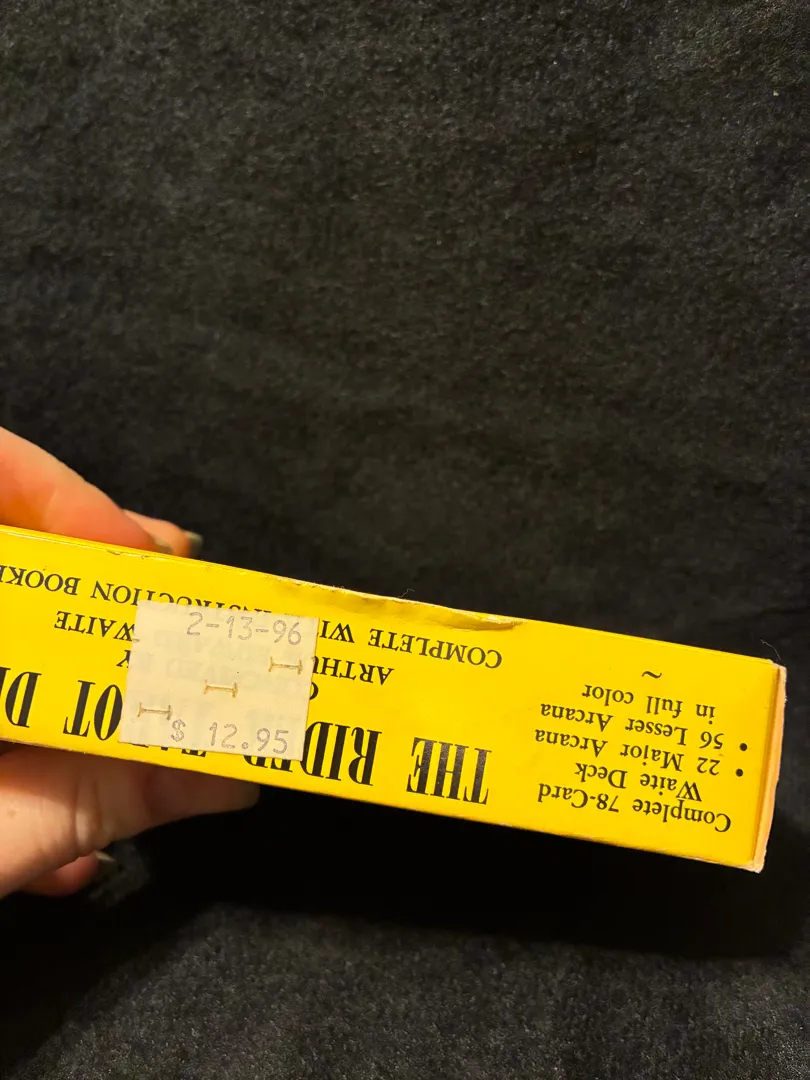 2-13-96
$ 12.95
Complete 78-Card
Waite Deck
• 22 Major Arcana
• 56 Lesser Arcana
in full color
~
THE RIDER
ARTHU WAITE
COMPLETE WI